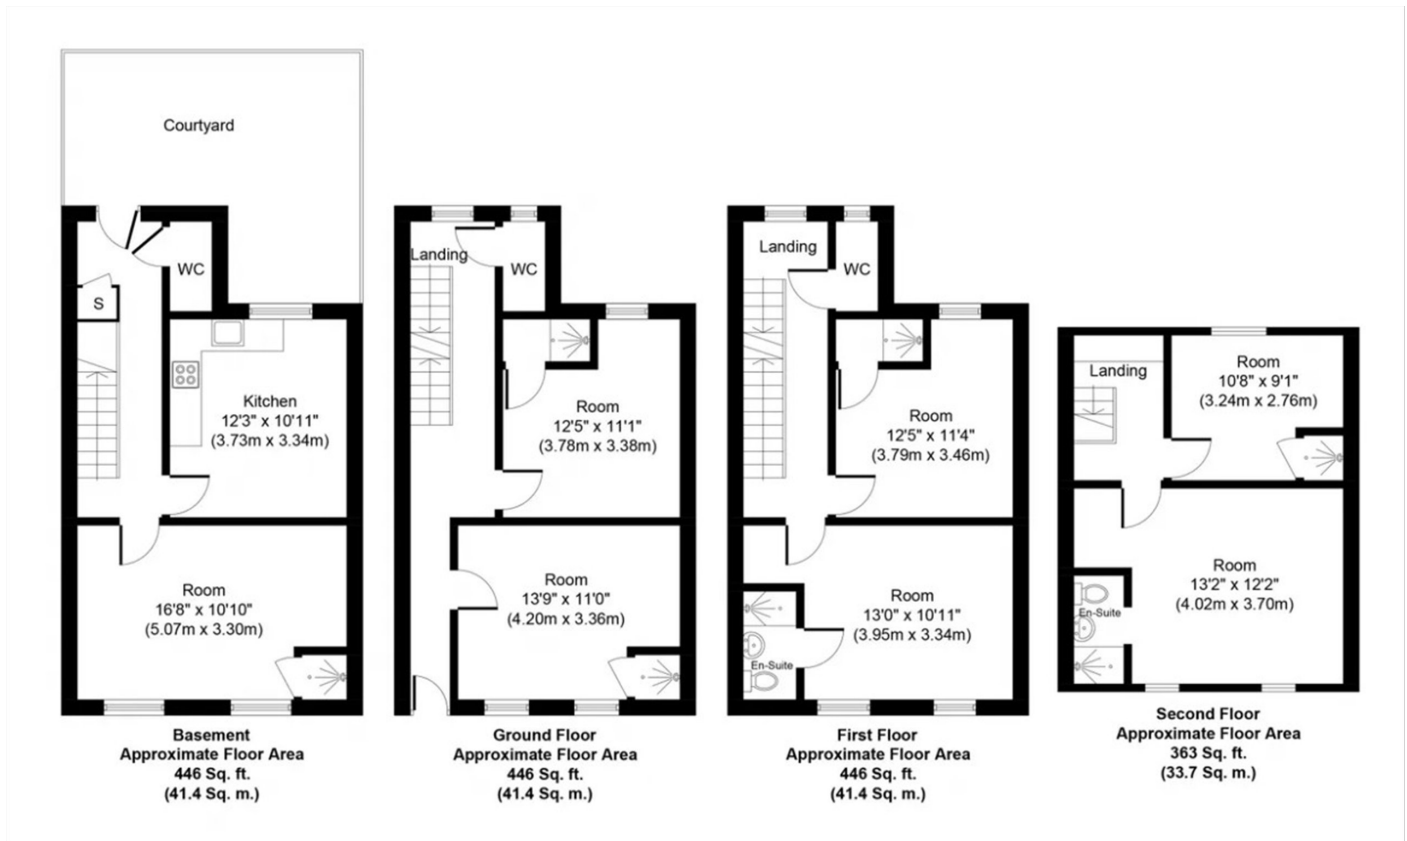 Courtyard
WC
S
Kitchen
12'3" x 10'11"
(3.73m x 3.34m)
Room
16'8" x 10'10"
(5.07m x 3.30m)
Basement
Approximate Floor Area
446 Sq. ft.
(41.4 Sq. m.)
Landing
WC
Room
12'5" x 11'1"
(3.78m x 3.38m)
Room
13'9" x 11'0"
(4.20m x 3.36m)
Ground Floor
Approximate Floor Area
446 Sq. ft.
(41.4 Sq. m.)
Landing
WC
Room
12'5" x 11'4"
(3.79m x 3.46m)
Room
13'0" x 10'11"
(3.95m x 3.34m)
En-Suite
First Floor
Approximate Floor Area
446 Sq. ft.
(41.4 Sq. m.)
Landing
Room
10'8" x 9'1"
(3.24m x 2.76m)
Room
13'2" x 12'2"
(4.02m x 3.70m)
En-Suite
Second Floor
Approximate Floor Area
363 Sq. ft.
(33.7 Sq. m.)